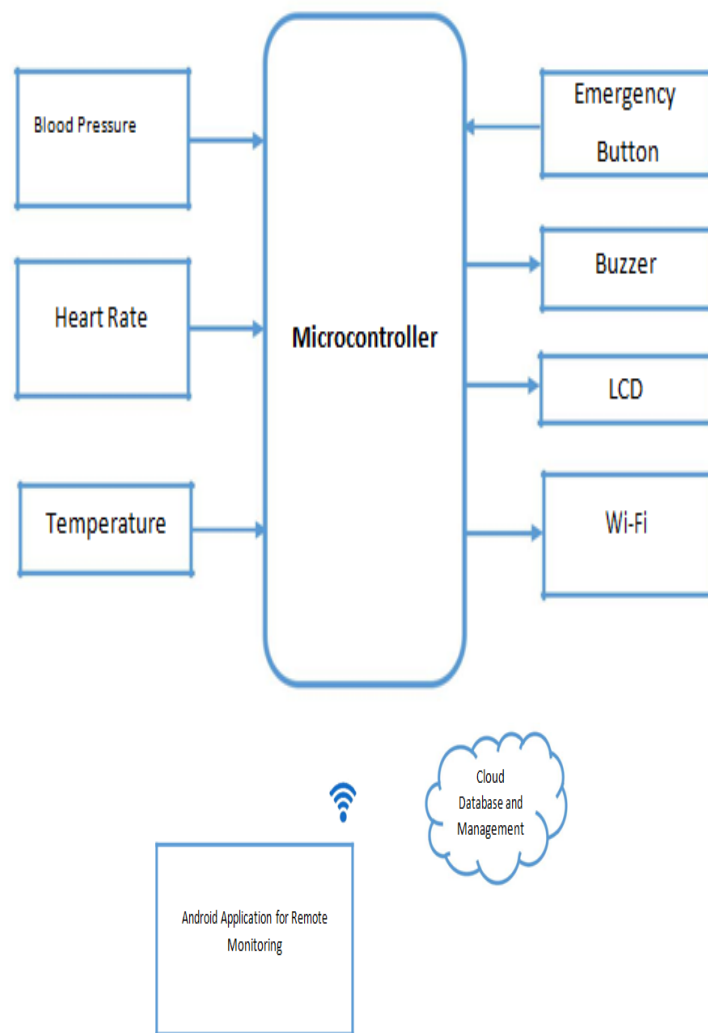 Blood Pressure
Heart Rate
Temperature
Microcontroller
Emergency
Button
Buzzer
LCD
Wi-Fi
Cloud
Database and
Management
Android Application for Remote
Monitoring